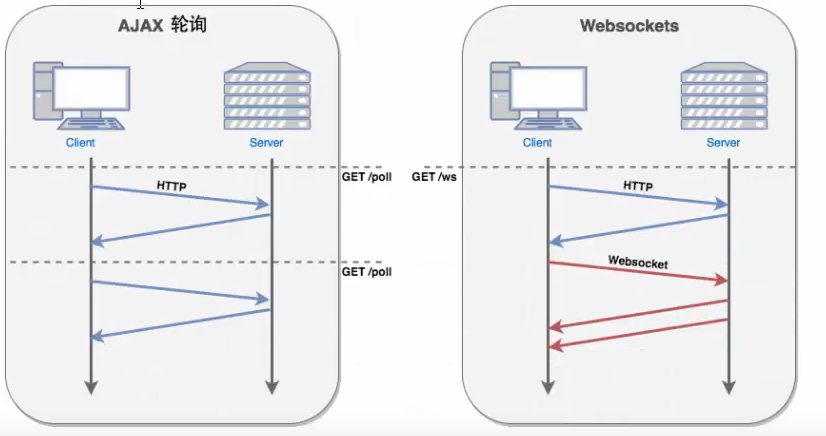 AJAX 轮询
Client
Server
GET /poll
HTTP
GET /poll
Websockets
Client
Server
GET /ws
HTTP
Websocket